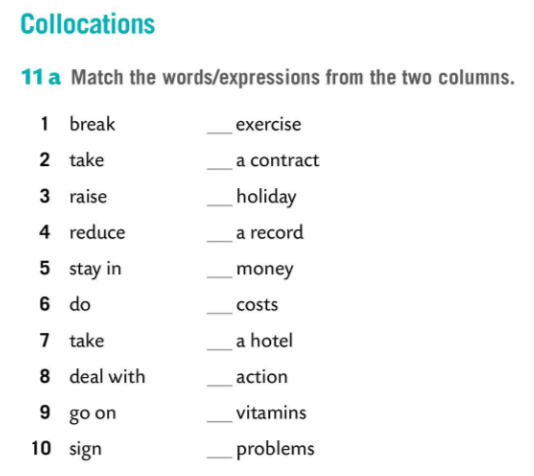 Collocations
11 a Match the words/expressions from the two columns.
1 break ___ exercise
2 take ___ a contract
3 raise ___ holiday
4 reduce ___ a record
5 stay in ___ money
6 do ___ costs
7 take ___ a hotel
8 deal with ___ action
9 go on ___ vitamins
10 sign ___ problems